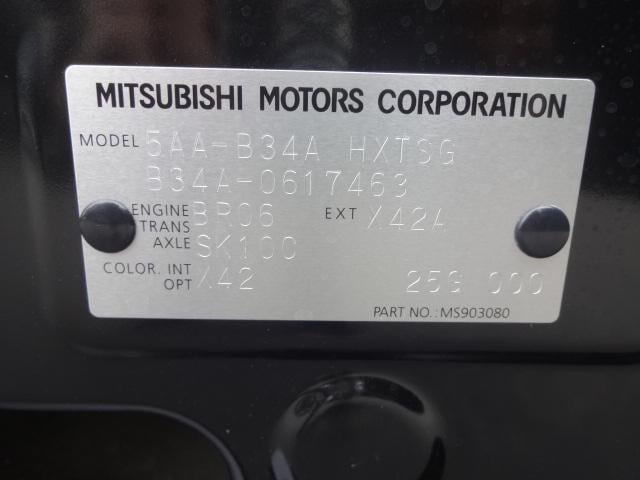 MITSUBISHI MOTORS CORPORATION
MODEL 5AA-B34A HXTSG
B34A-0617463
ENGINE BR06 EXT X42A
TRANS
AXLE SK100
COLOR. INT X42 25G 000
OPT
PART NO.: MS903080